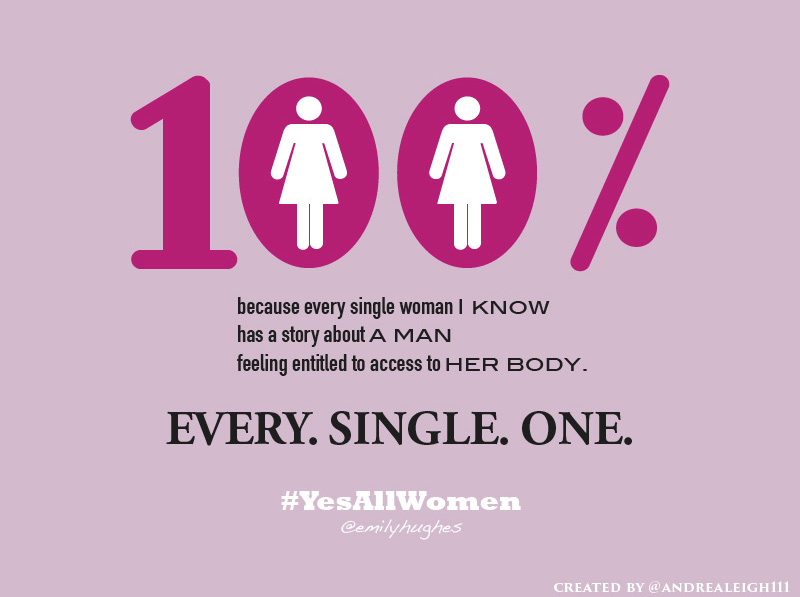 100%
because every single woman I KNOW
has a story about A MAN
feeling entitled to access to HER BODY.
EVERY. SINGLE. ONE.
#YesAllWomen
@emilyhughes
CREATED BY @ANDREALEIGH111